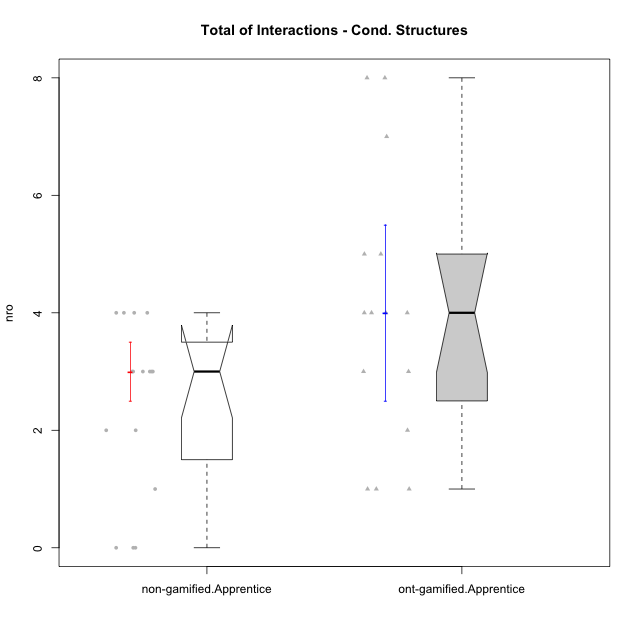 Total of Interactions - Cond. Structures
8
6
4
2
0
nro
non-gamified.Apprentice
ont-gamified.Apprentice